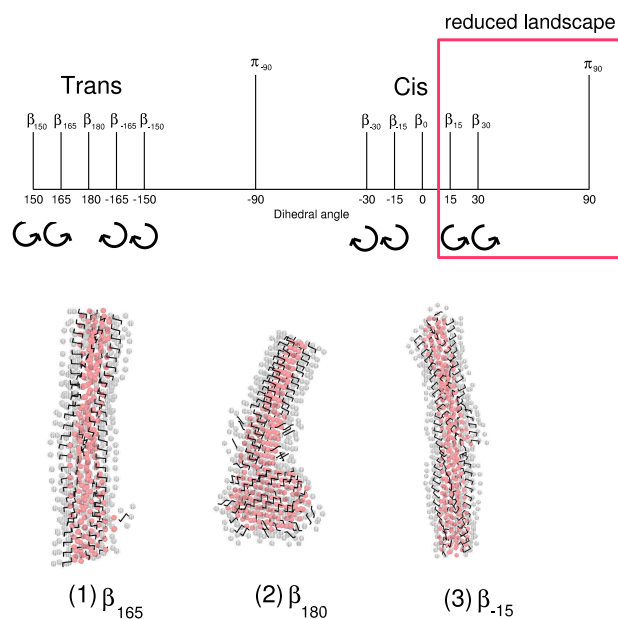 reduced landscape
π-90
π90
Trans
Cis
β150 β165 β180 β-165 β-150
β-30 β-15 β0 β15 β30
150 165 180 -165 -150 -90 -30 -15 0 15 30 90
Dihedral angle
(1) β165
(2) β180
(3) β-15